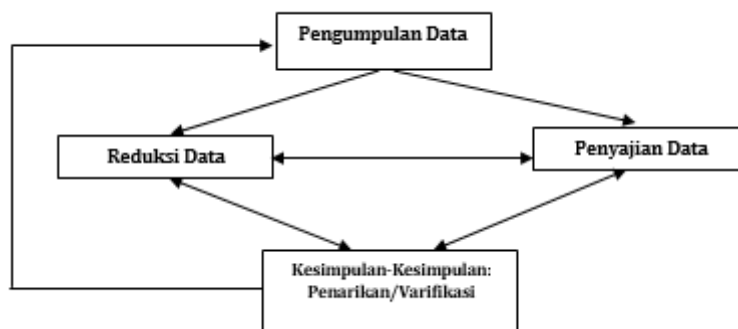 Pengumpulan Data
Reduksi Data
Penyajian Data
Kesimpulan-Kesimpulan:
Penarikan/Varifikasi